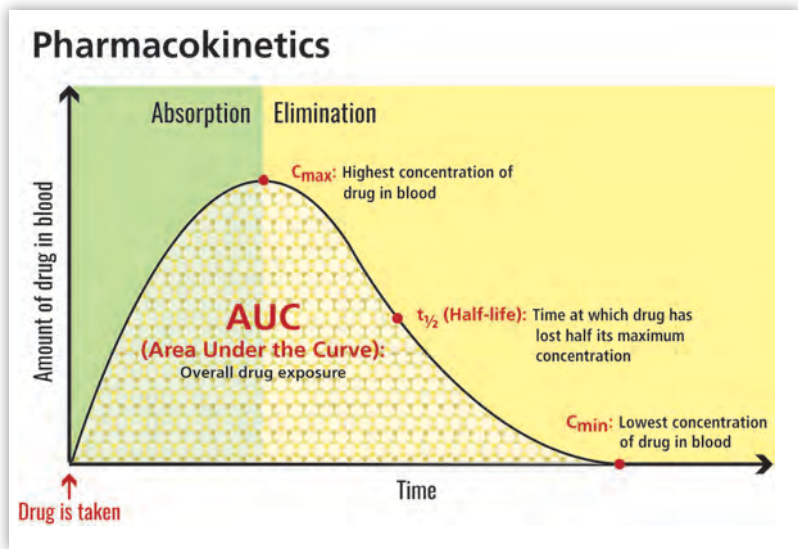 Pharmacokinetics
Absorption
Elimination
Cmax: Highest concentration of
drug in blood
Amount of drug in blood
AUC
(Area Under the Curve):
Overall drug exposure
t½ (Half-life): Time at which drug has
lost half its maximum
concentration
Cmin: Lowest concentration
of drug in blood
Time
Drug is taken